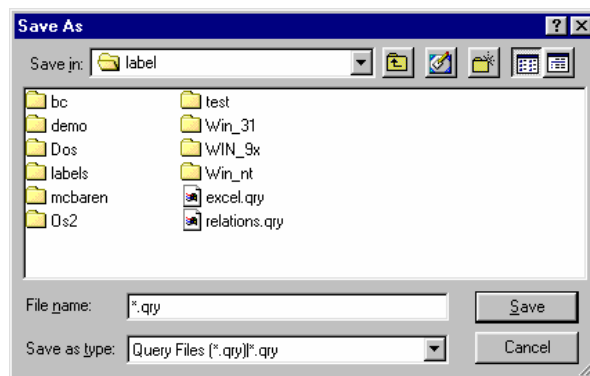 Save As
Save in: label
bc
demo
Dos
labels
mcbaren
Os2
test
Win_31
WIN_9x
Win_nt
excel.qry
relations.qry
File name: *.qry
Save
Save as type: Query Files (*.qry)|*.qry
Cancel